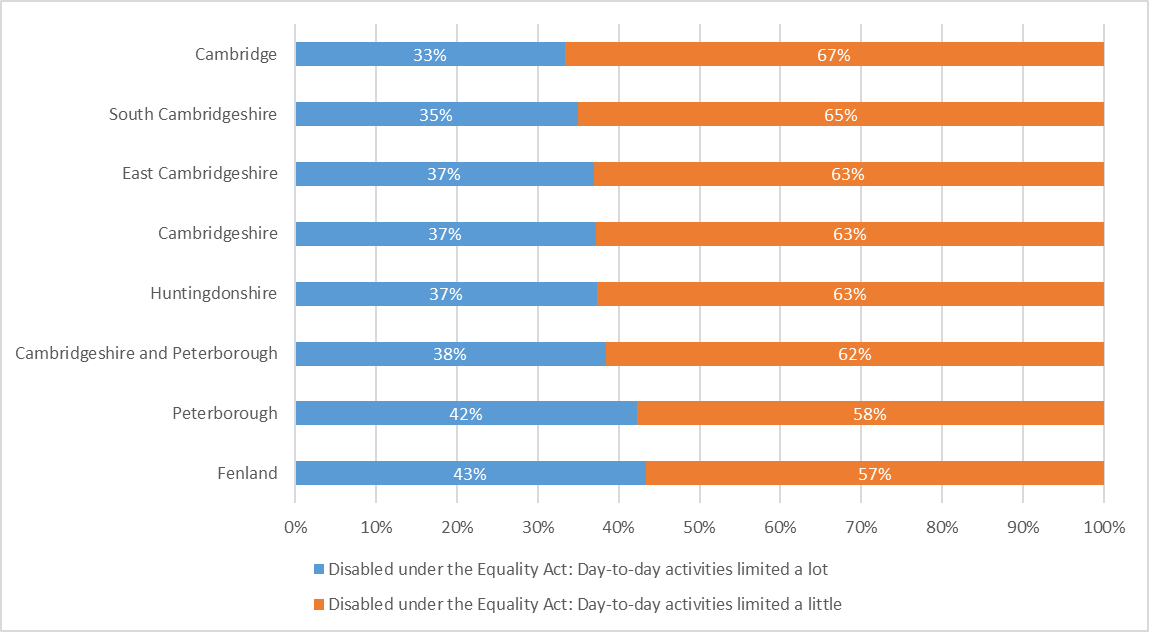 Cambridge 33% 67%
South Cambridgeshire 35% 65%
East Cambridgeshire 37% 63%
Cambridgeshire 37% 63%
Huntingdonshire 37% 63%
Cambridgeshire and Peterborough 38% 62%
Peterborough 42% 58%
Fenland 43% 57%
0% 10% 20% 30% 40% 50% 60% 70% 80% 90% 100%
Disabled under the Equality Act: Day-to-day activities limited a lot
Disabled under the Equality Act: Day-to-day activities limited a little